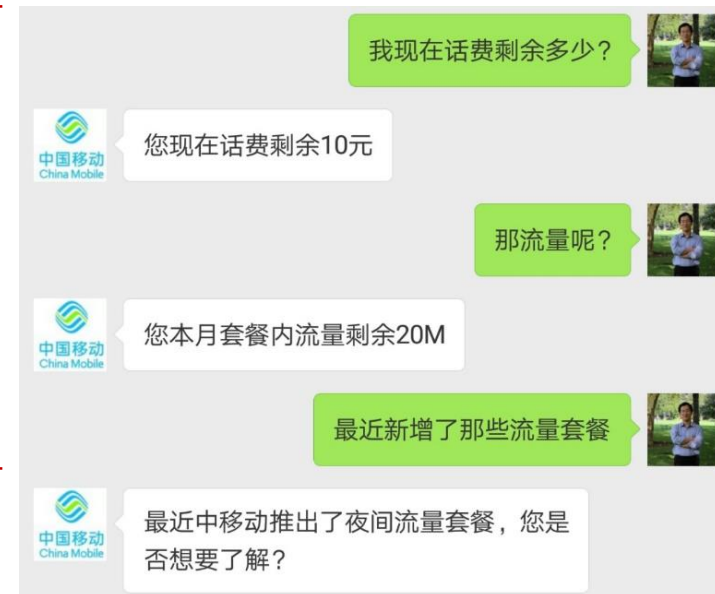 我现在话费剩余多少？
中国移动
China Mobile
您现在话费剩余10元
那流量呢？
中国移动
China Mobile
您本月套餐内流量剩余20M
最近新增了那些流量套餐
中国移动
China Mobile
最近中移动推出了夜间流量套餐，您是
否想要了解？